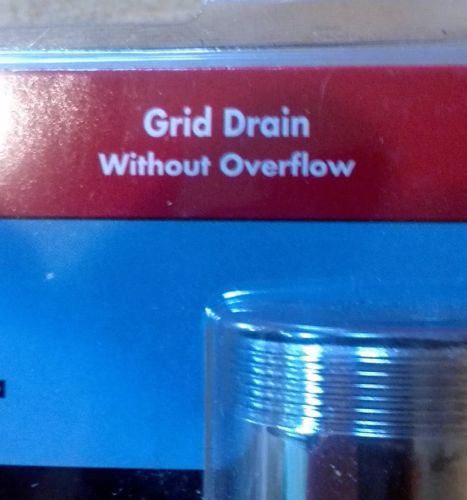 Grid Drain
Without Overflow